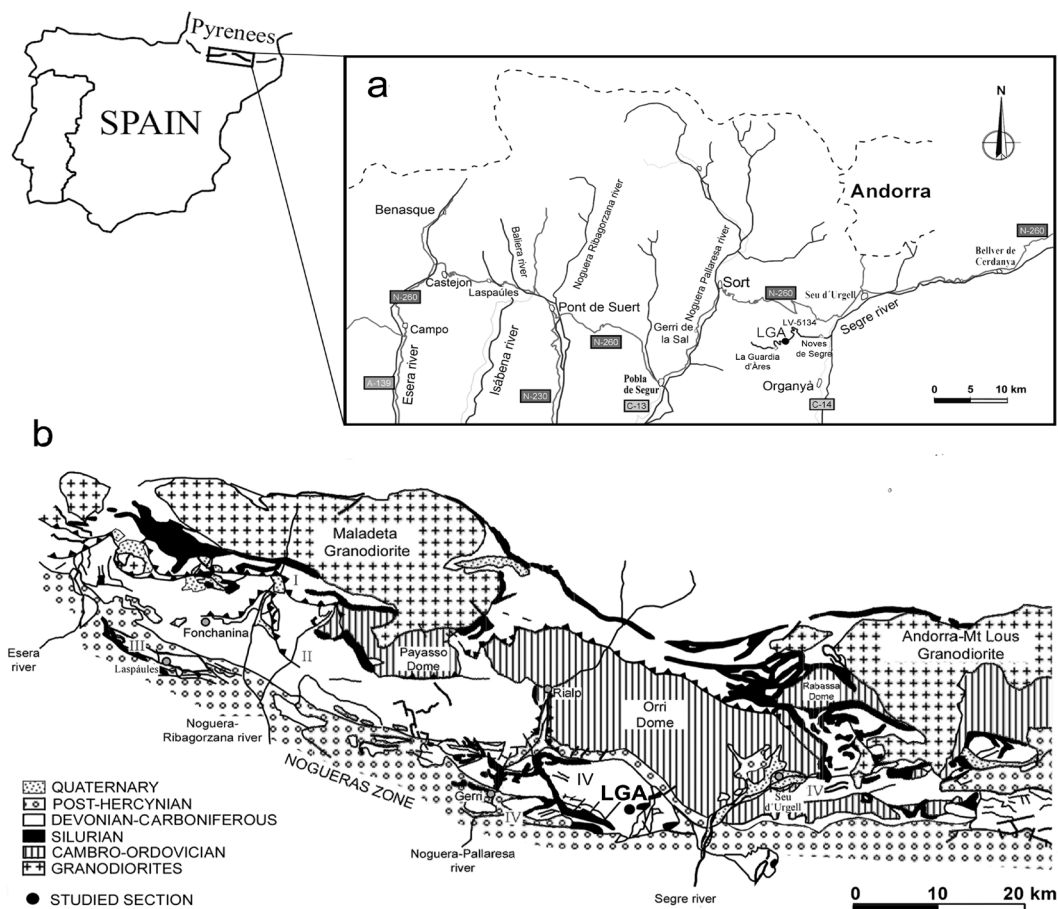 Pyrenees
SPAIN
a
N
Andorra
N-260
Bellver de
Cerdanya
Benasque
Baliera river
Noguera Ribagorzana river
Noguera Pallaresa river
Castejon
Laspaúles
N-260
Sort
N-260
Seu d´Urgell
Segre river
Pont de Suert
Campo
Esera river
Isábena river
N-260
Gerri de
la Sal
LV-5134
LGA
Noves
de Segre
La Guardia
d'Àres
A-139
N-230
Pobla
de Segur
C-13
Organyà
C-14
0 5 10 km
b
Maladeta
Granodiorite
I
Fonchanina
II
Payasso
Dome
Andorra-Mt Lous
Granodiorite
Rabassa
Dome
Esera
river
III
Laspáules
Rialp
Orri
Dome
Noguera-
Ribagorzana river
NOGUERAS ZONE
IV
LGA
Seu
d´Urgell
IV
Gerri
IV
Noguera-Pallaresa
river
Segre river
QUATERNARY
POST-HERCYNIAN
DEVONIAN-CARBONIFEROUS
SILURIAN
CAMBRO-ORDOVICIAN
GRANODIORITES
STUDIED SECTION
0 10 20 km